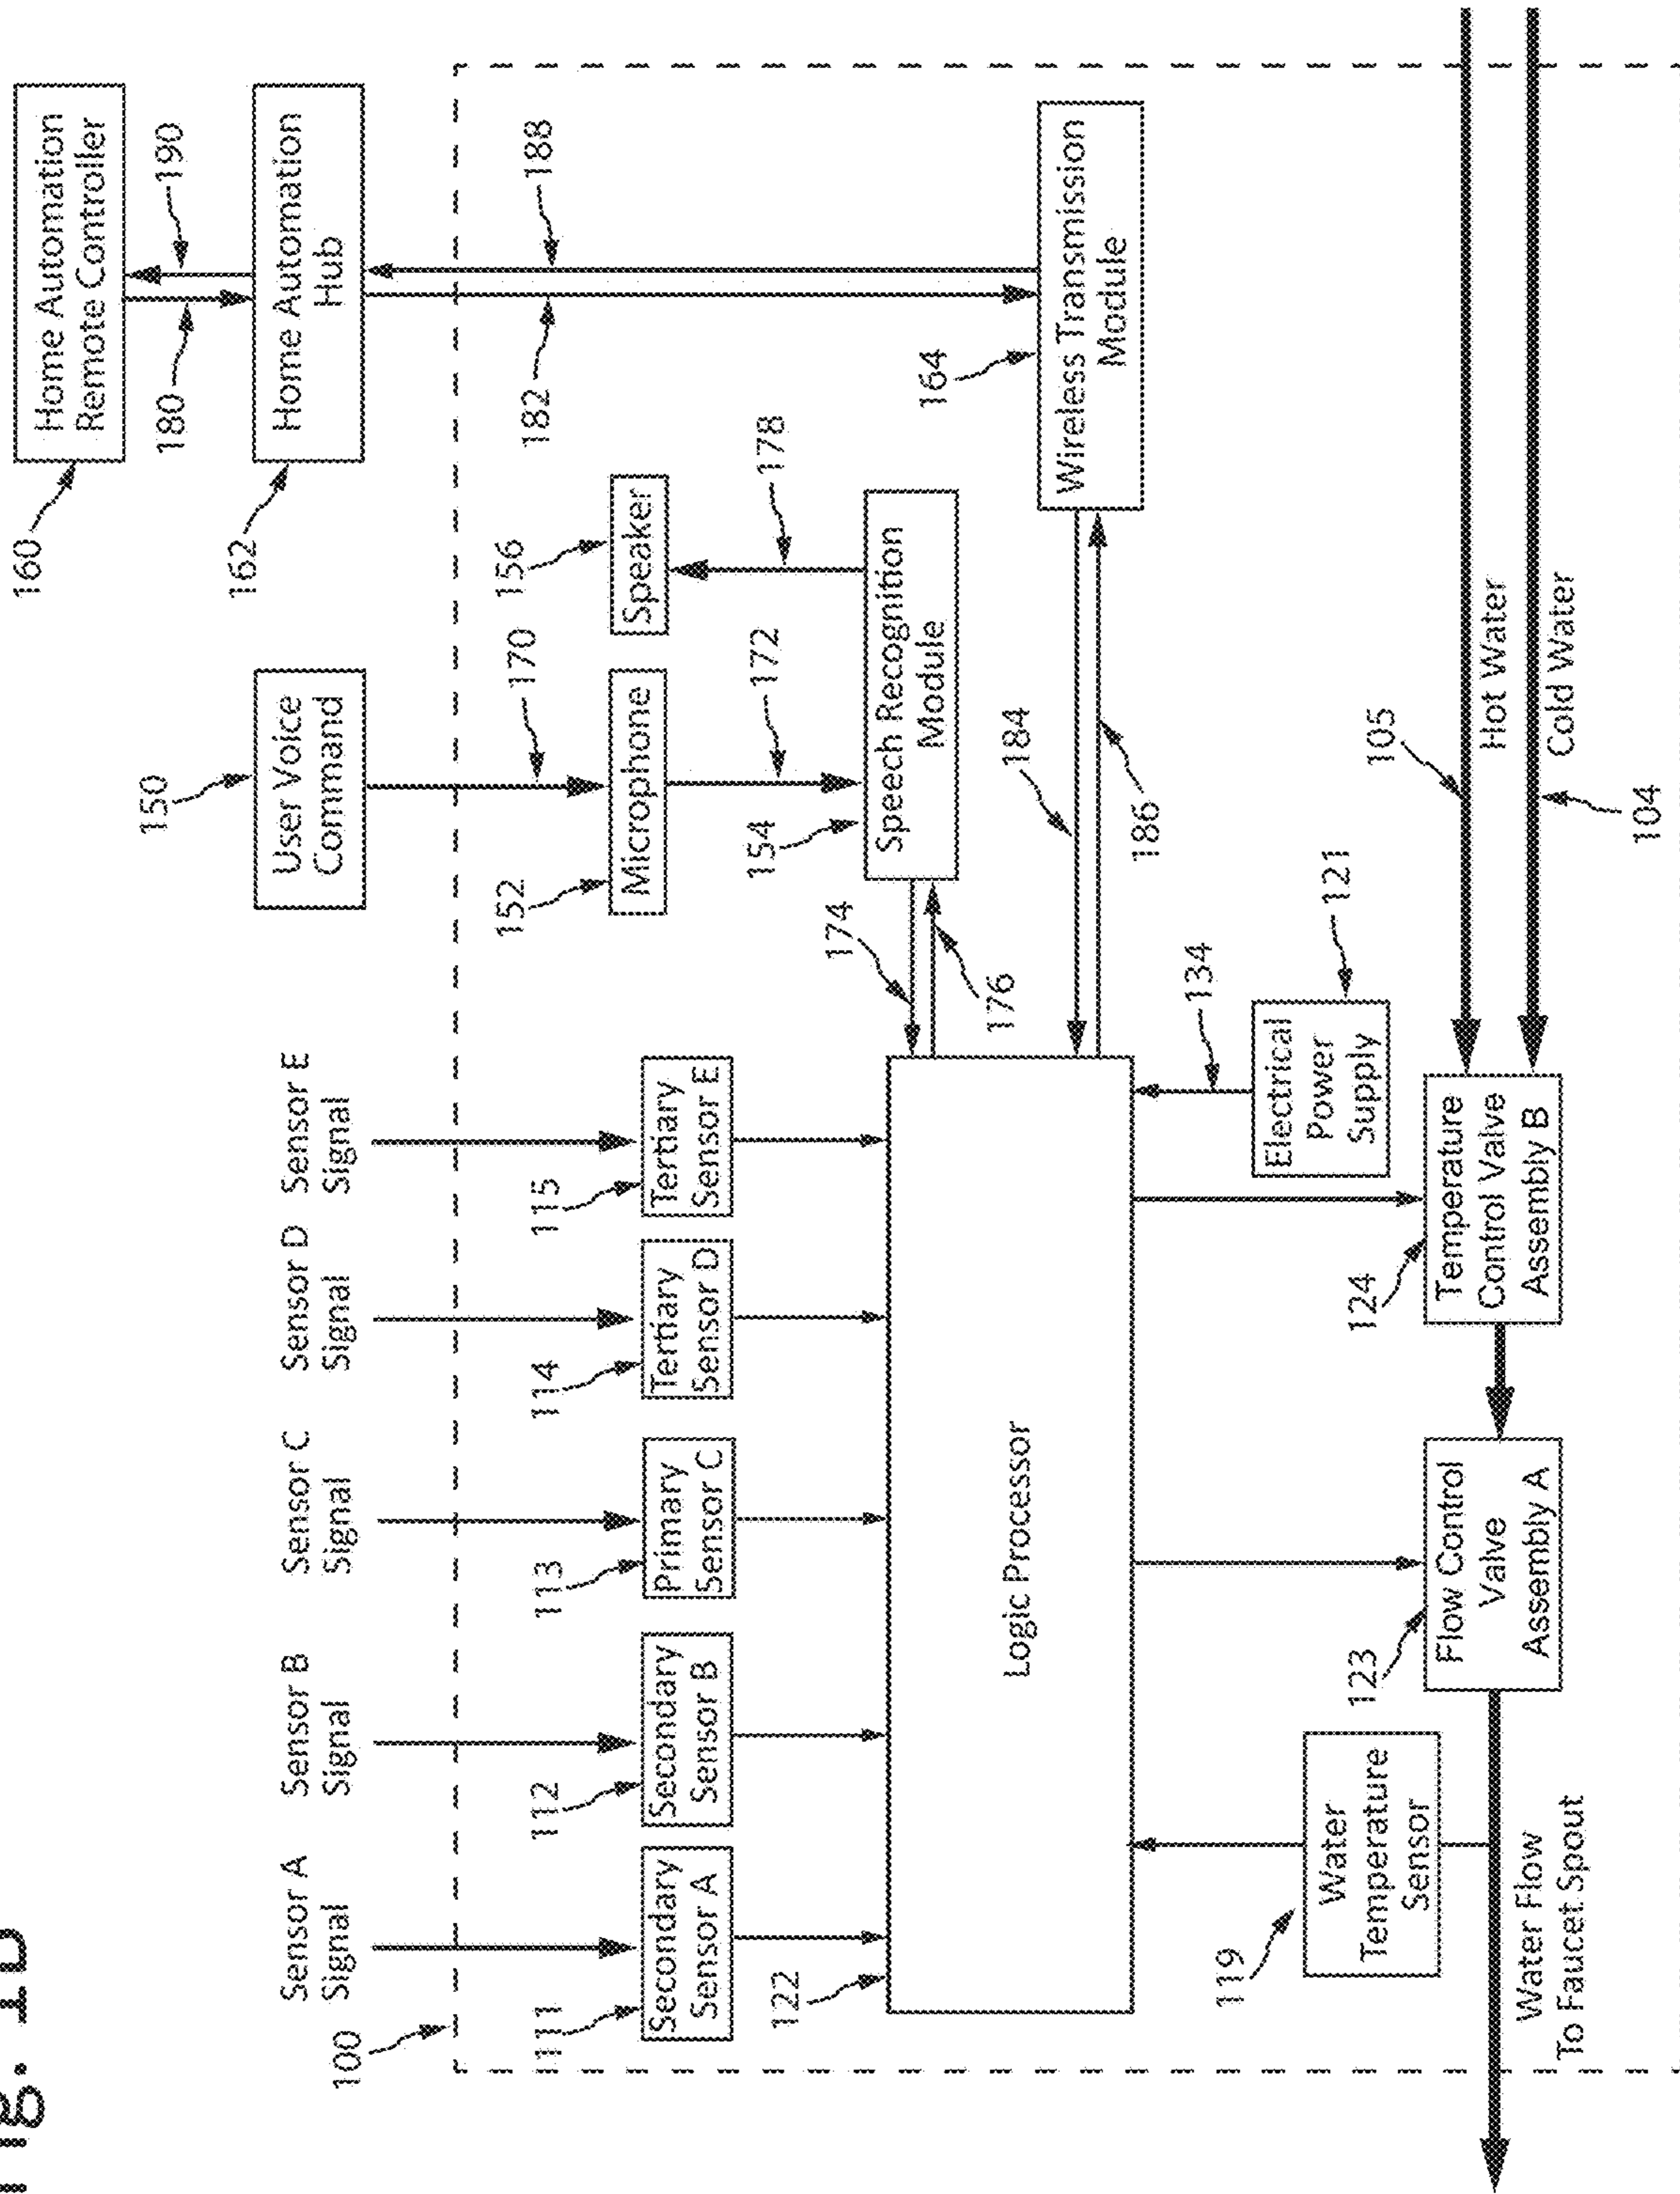 160
Home Automation
Remote Controller
150
180
190
162
Home Automation
Hub
User Voice
Command
Sensor A
Signal
Sensor B
Signal
Sensor C
Signal
Sensor D
Signal
Sensor E
Signal
100
111
112
113
114
115
152
170
156
182
188
Secondary
Sensor A
Secondary
Sensor B
Primary
Sensor C
Tertiary
Sensor D
Tertiary
Sensor E
Microphone
Speaker
122
154
172
178
174
Speech Recognition
Module
164
176
184
Logic Processor
Wireless Transmission
Module
186
119
134
121
Water
Temperature
Sensor
Electrical
Power
Supply
123
124
105
Flow Control
Valve
Assembly A
Temperature
Control Valve
Assembly B
Hot Water
Water Flow
To Faucet Spout
Cold Water
104